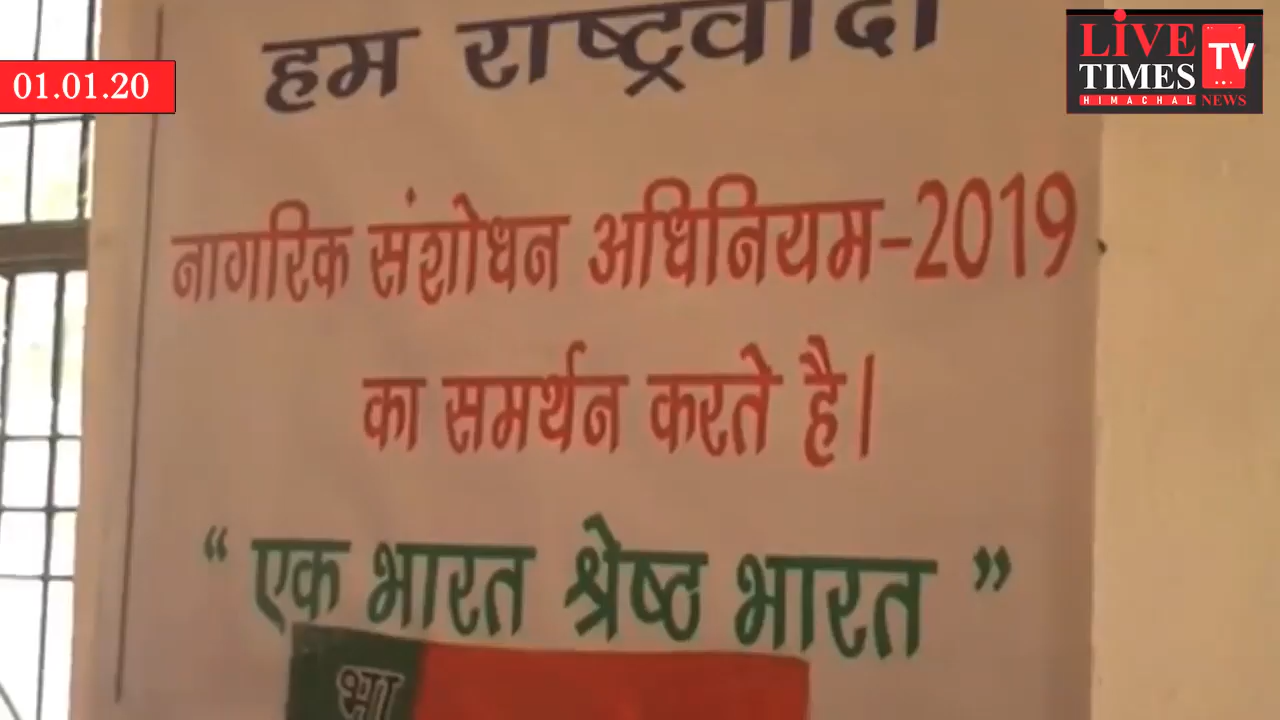 हम राष्ट्रवादी
01.01.20
LIVE
TIMES
TV
HIMACHAL NEWS
नागरिक संशोधन अधिनियम-2019
का समर्थन करते है।
“ एक भारत श्रेष्ठ भारत ”
भा